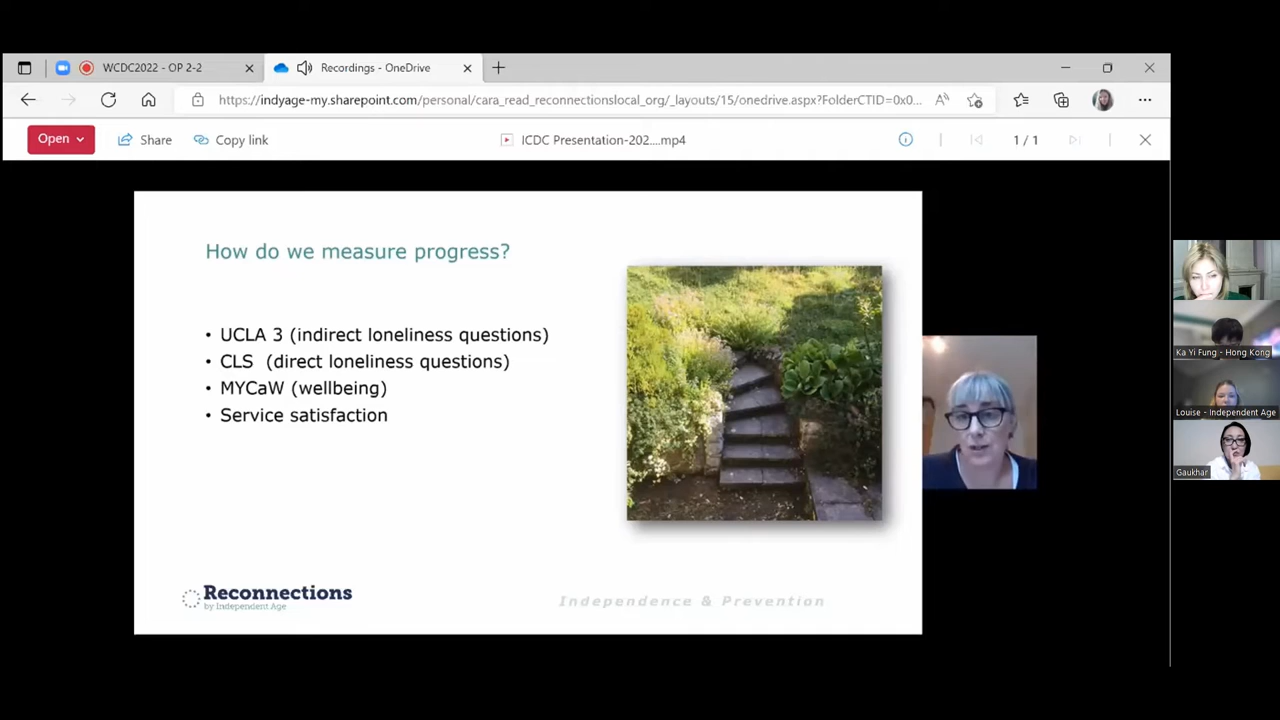 WCDC2022 - OP 2-2
Recordings - OneDrive
https://indyage-my.sharepoint.com/personal/cara_read_reconnectionslocal_org/_layouts/15/onedrive.aspx?FolderCTID=0x0...
Open
Share
Copy link
ICDC Presentation-202....mp4
1 / 1
How do we measure progress?
• UCLA 3 (indirect loneliness questions)
• CLS (direct loneliness questions)
• MYCaW (wellbeing)
• Service satisfaction
Reconnections
by Independent Age
Independence & Prevention
Ka Yi Fung - Hong Kong
Louise - Independent Age
Gaukhar